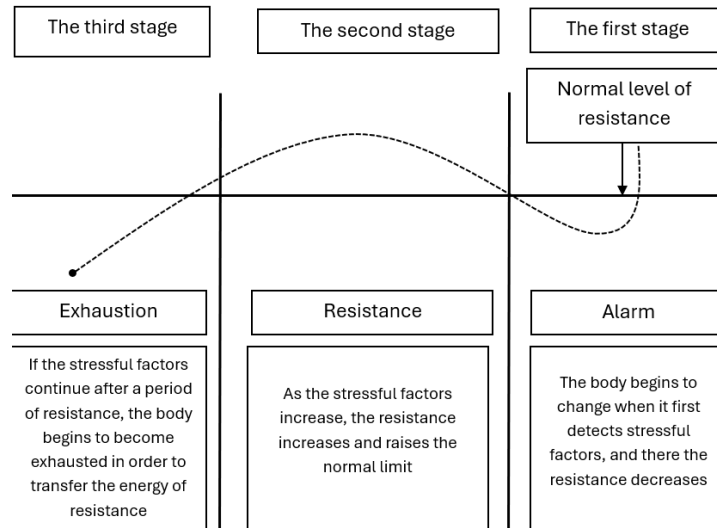 The third stage
The second stage
The first stage
Normal level of
resistance
Exhaustion
Resistance
Alarm
If the stressful factors
continue after a period
of resistance, the body
begins to become
exhausted in order to
transfer the energy of
resistance
As the stressful factors
increase, the resistance
increases and raises the
normal limit
The body begins to
change when it first
detects stressful
factors, and there the
resistance decreases